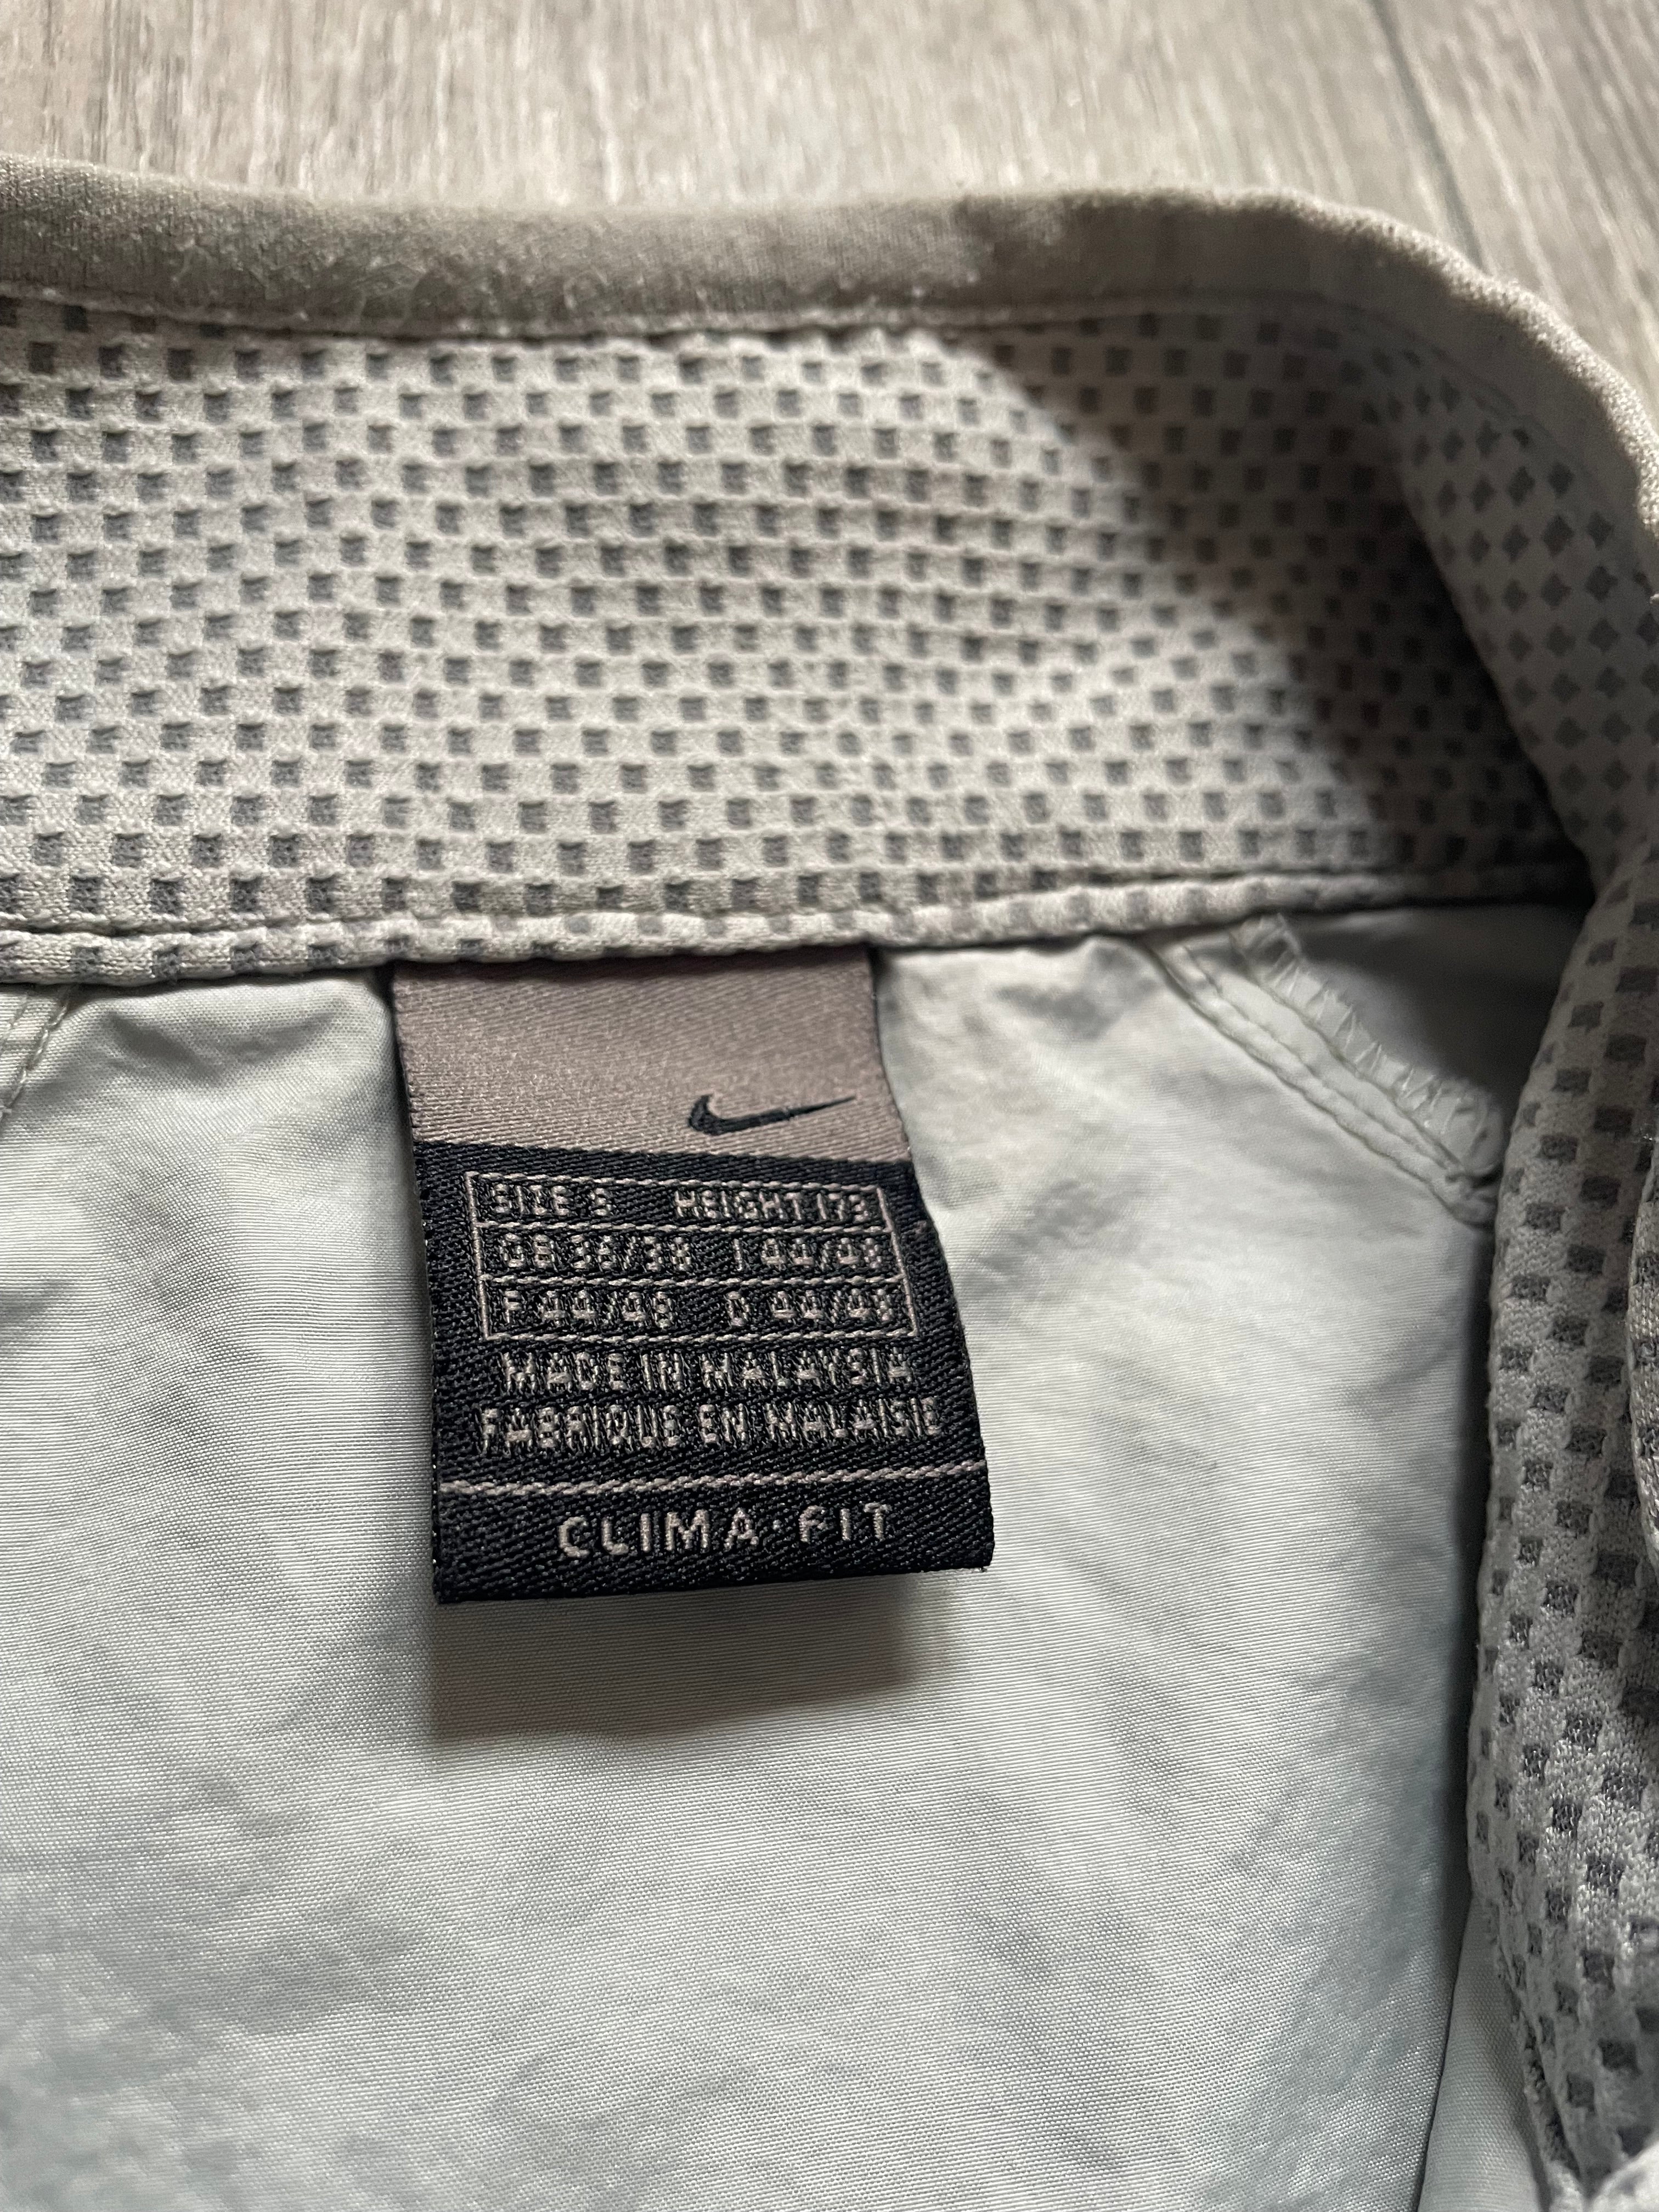 SIZE S HEIGHT 173
GB 36/38 I 44/46
F 44/46 D 44/46
MADE IN MALAYSIA
FABRIQUE EN MALAISIE
CLIMA·FIT